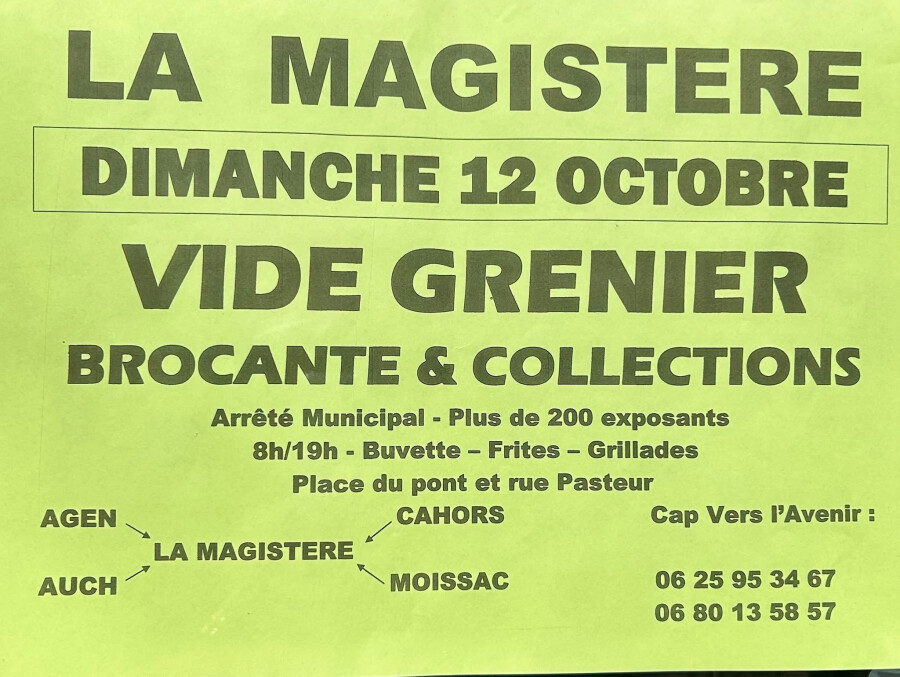 LA MAGISTERE
DIMANCHE 12 OCTOBRE
VIDE GRENIER
BROCANTE & COLLECTIONS
Arrêté Municipal - Plus de 200 exposants
8h/19h - Buvette – Frites – Grillades
Place du pont et rue Pasteur
AGEN
CAHORS
LA MAGISTERE
AUCH
MOISSAC
Cap Vers l’Avenir :
06 25 95 34 67
06 80 13 58 57